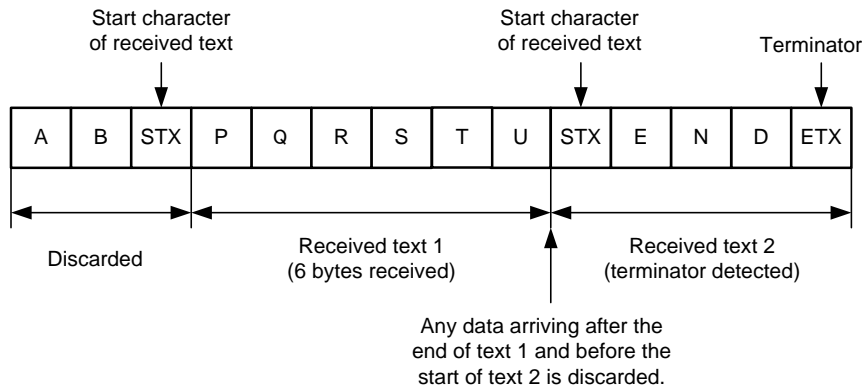 Start character
of received text
Start character
of received text
Terminator
A B STX P Q R S T U STX E N D ETX
Discarded
Received text 1
(6 bytes received)
Received text 2
(terminator detected)
Any data arriving after the
end of text 1 and before the
start of text 2 is discarded.